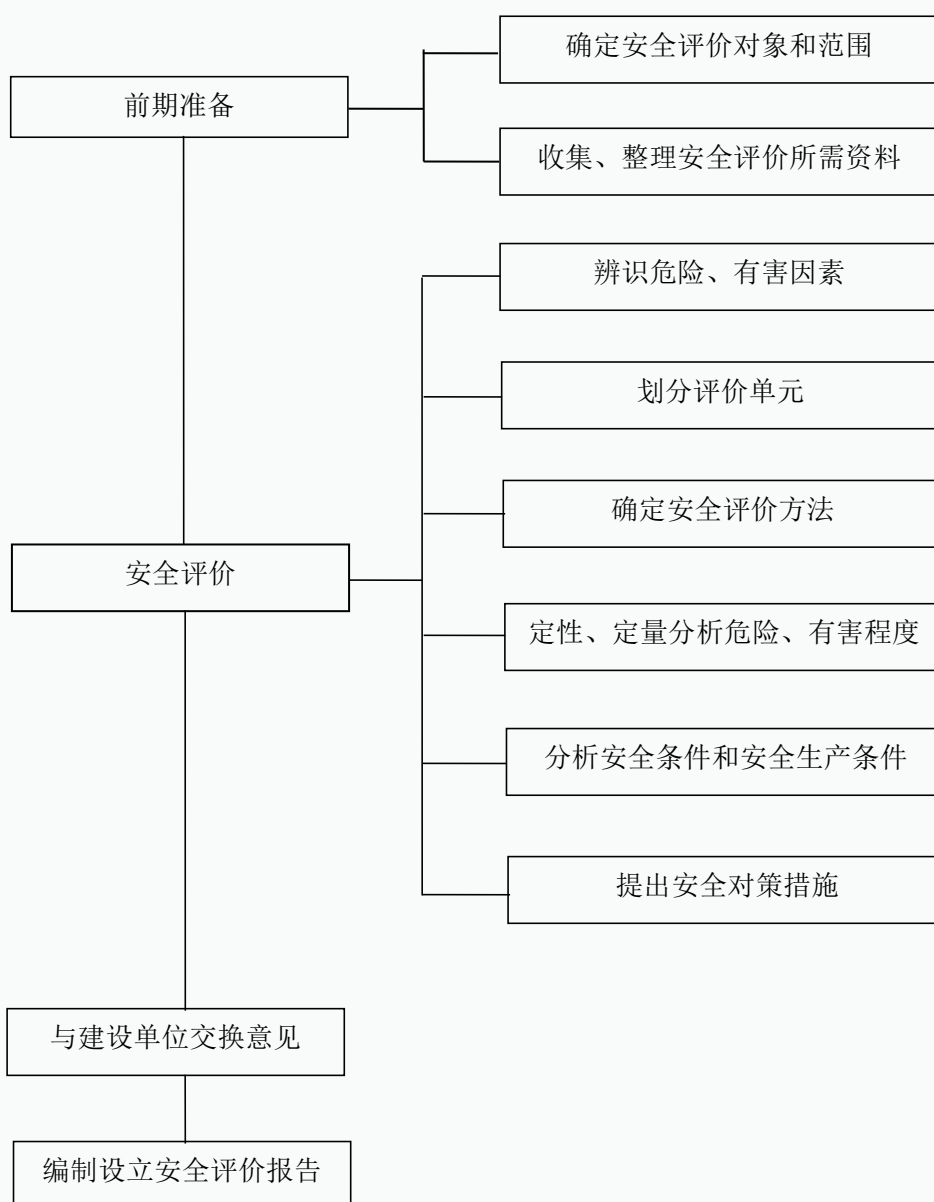 确定安全评价对象和范围
前期准备
收集、整理安全评价所需资料
辨识危险、有害因素
划分评价单元
确定安全评价方法
安全评价
定性、定量分析危险、有害程度
分析安全条件和安全生产条件
提出安全对策措施
与建设单位交换意见
编制设立安全评价报告